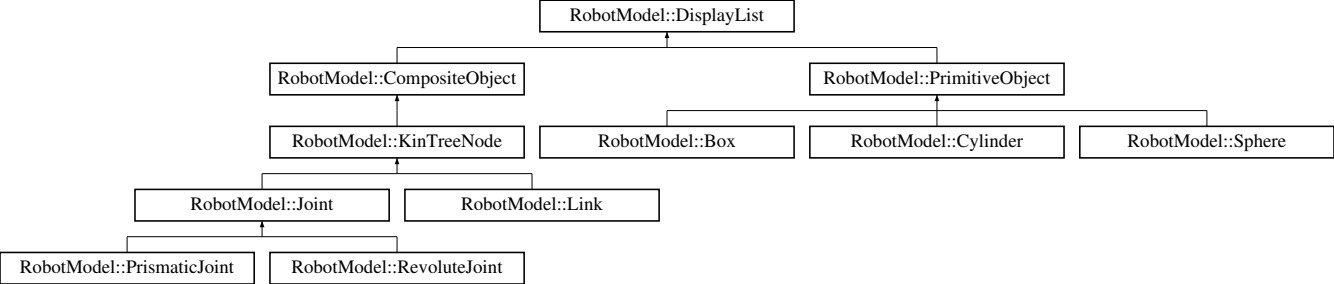 RobotModel::DisplayList
RobotModel::CompositeObject
RobotModel::PrimitiveObject
RobotModel::KinTreeNode
RobotModel::Box
RobotModel::Cylinder
RobotModel::Sphere
RobotModel::Joint
RobotModel::Link
RobotModel::PrismaticJoint
RobotModel::RevoluteJoint